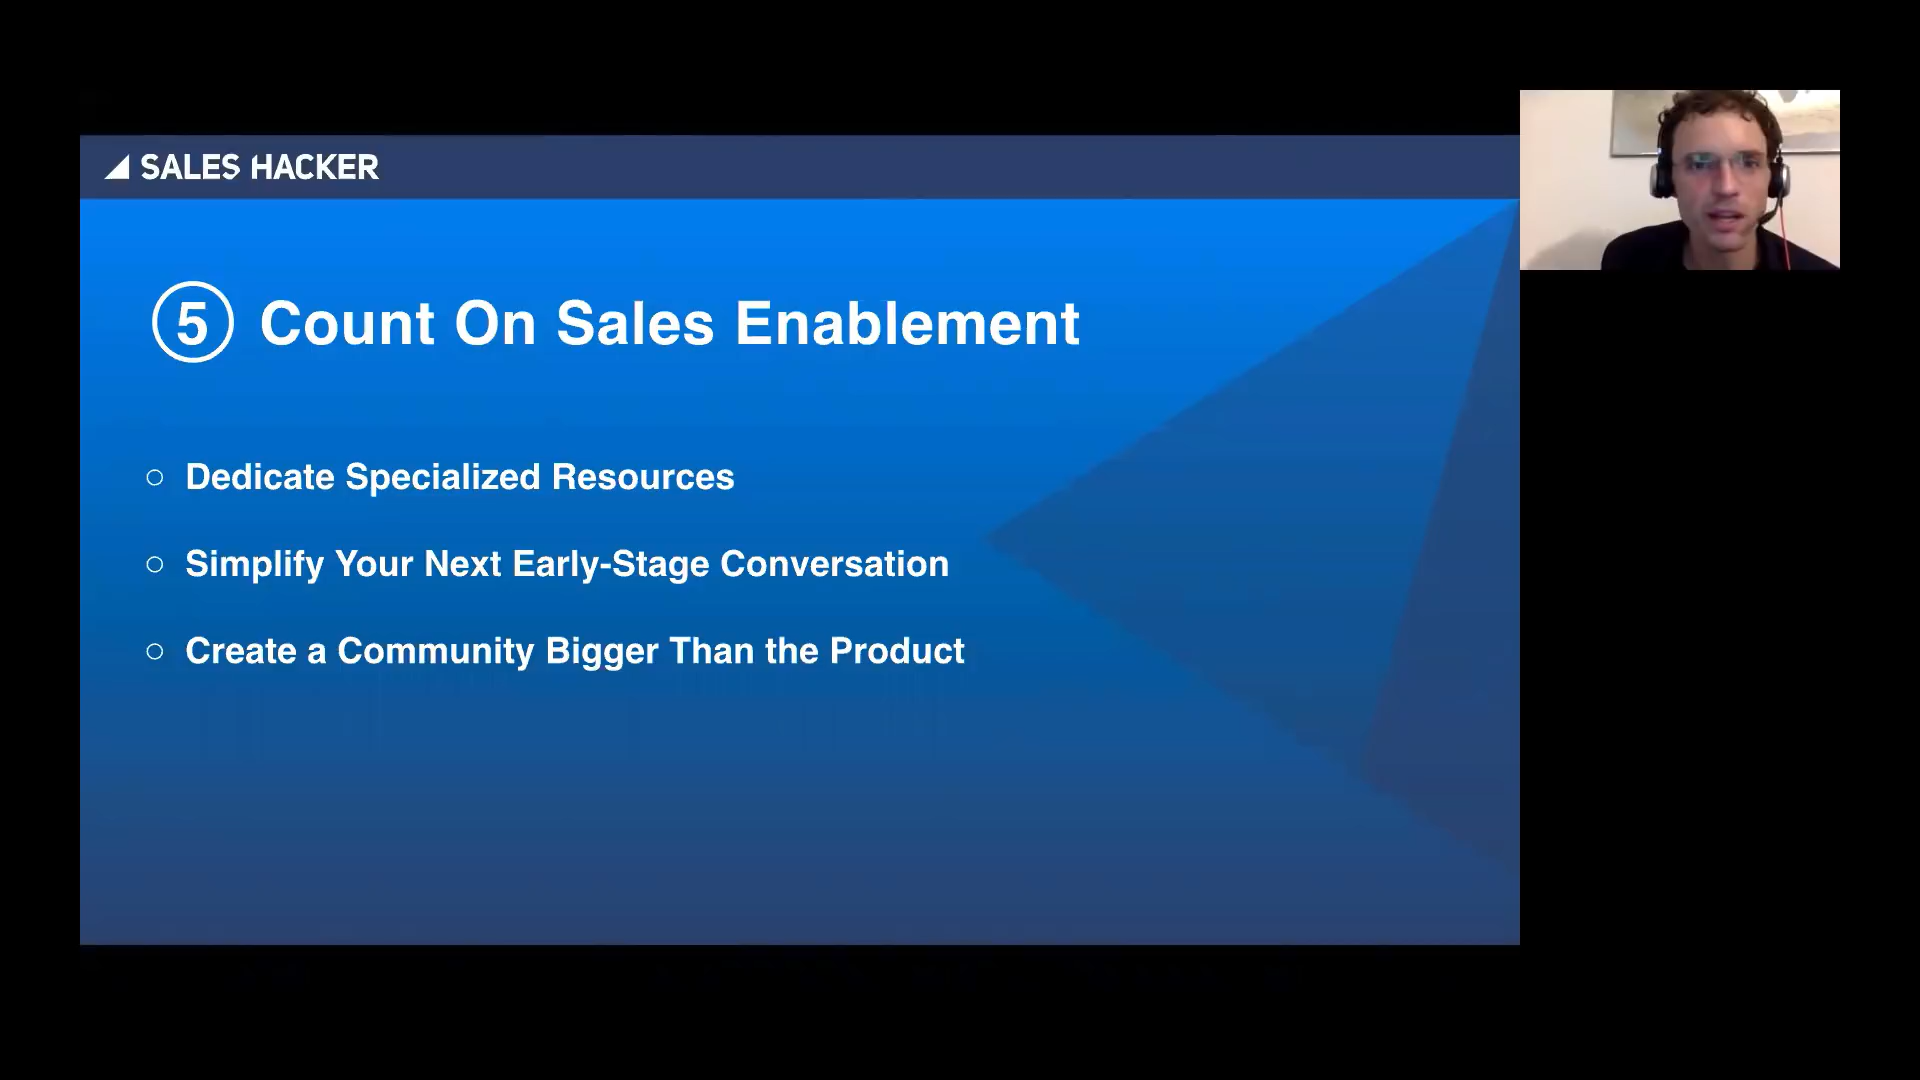 SALES HACKER
5 Count On Sales Enablement
○ Dedicate Specialized Resources
○ Simplify Your Next Early-Stage Conversation
○ Create a Community Bigger Than the Product